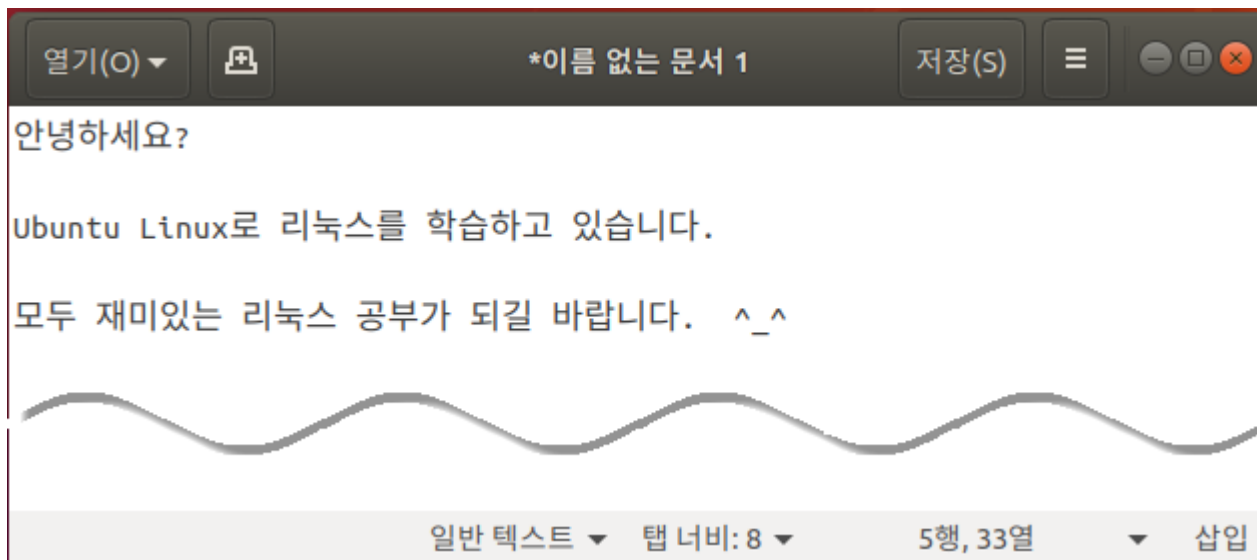 열기(O) *이름 없는 문서 1 저장(S)
안녕하세요?
Ubuntu Linux로 리눅스를 학습하고 있습니다.
모두 재미있는 리눅스 공부가 되길 바랍니다. ^_^
일반 텍스트 탭 너비: 8 5행, 33열 삽입